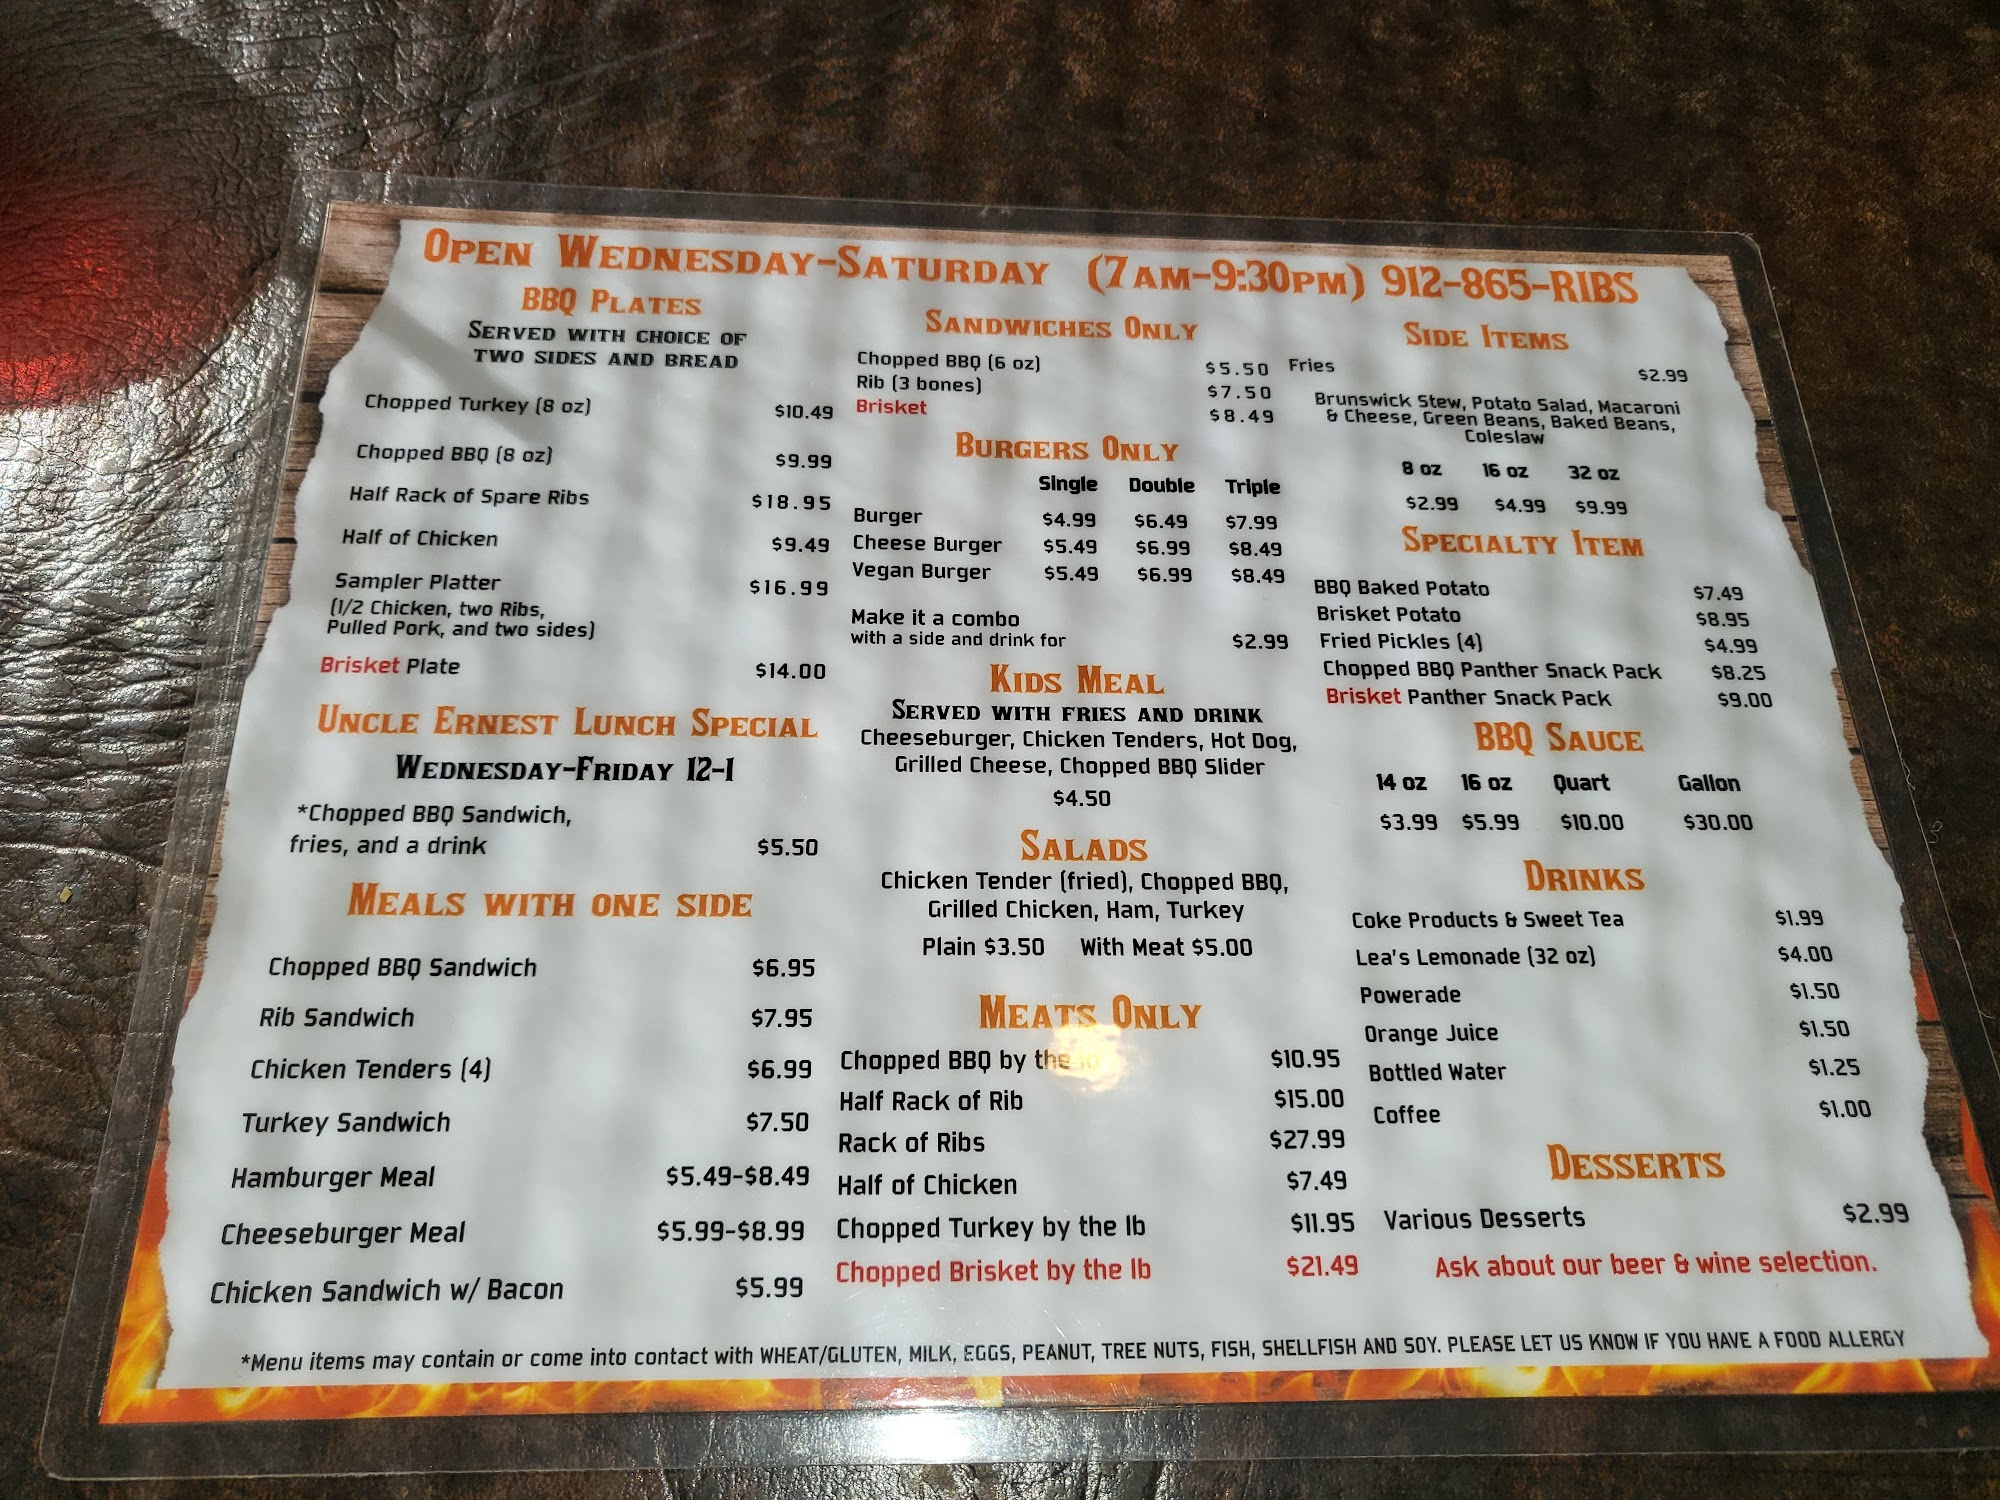 Open Wednesday-Saturday (7am-9:30pm) 912-865-RIBS
BBQ Plates
Served with choice of
two sides and bread
Chopped Turkey (8 oz) $10.49
Chopped BBQ (8 oz) $9.99
Half Rack of Spare Ribs $18.95
Half of Chicken $9.49
Sampler Platter $16.99
(1/2 Chicken, two Ribs,
Pulled Pork, and two sides)
Brisket Plate $14.00
Uncle Ernest Lunch Special
Wednesday-Friday 12-1
*Chopped BBQ Sandwich,
fries, and a drink $5.50
Meals with one side
Chopped BBQ Sandwich $6.95
Rib Sandwich $7.95
Chicken Tenders (4) $6.99
Turkey Sandwich $7.50
Hamburger Meal $5.49-$8.49
Cheeseburger Meal $5.99-$8.99
Chicken Sandwich w/ Bacon $5.99
Sandwiches Only
Chopped BBQ (6 oz) $5.50
Rib (3 bones) $7.50
Brisket $8.49
Burgers Only
Single Double Triple
Burger $4.99 $6.49 $7.99
Cheese Burger $5.49 $6.99 $8.49
Vegan Burger $5.49 $6.99 $8.49
Make it a combo
with a side and drink for $2.99
Kids Meal
Served with fries and drink
Cheeseburger, Chicken Tenders, Hot Dog,
Grilled Cheese, Chopped BBQ Slider
$4.50
Salads
Chicken Tender (fried), Chopped BBQ,
Grilled Chicken, Ham, Turkey
Plain $3.50 With Meat $5.00
Meats Only
Chopped BBQ by the lb $10.95
Half Rack of Rib $15.00
Rack of Ribs $27.99
Half of Chicken $7.49
Chopped Turkey by the lb $11.95
Chopped Brisket by the lb $21.49
Side Items
Fries $2.99
Brunswick Stew, Potato Salad, Macaroni
& Cheese, Green Beans, Baked Beans,
Coleslaw
8 oz 16 oz 32 oz
$2.99 $4.99 $9.99
Specialty Item
BBQ Baked Potato $7.49
Brisket Potato $8.95
Fried Pickles (4) $4.99
Chopped BBQ Panther Snack Pack $8.25
Brisket Panther Snack Pack $9.00
BBQ Sauce
14 oz 16 oz Quart Gallon
$3.99 $5.99 $10.00 $30.00
Drinks
Coke Products & Sweet Tea $1.99
Lea's Lemonade (32 oz) $4.00
Powerade $1.50
Orange Juice $1.50
Bottled Water $1.25
Coffee $1.00
Desserts
Various Desserts $2.99
Ask about our beer & wine selection.
*Menu items may contain or come into contact with WHEAT/GLUTEN, MILK, EGGS, PEANUT, TREE NUTS, FISH, SHELLFISH AND SOY. PLEASE LET US KNOW IF YOU HAVE A FOOD ALLERGY